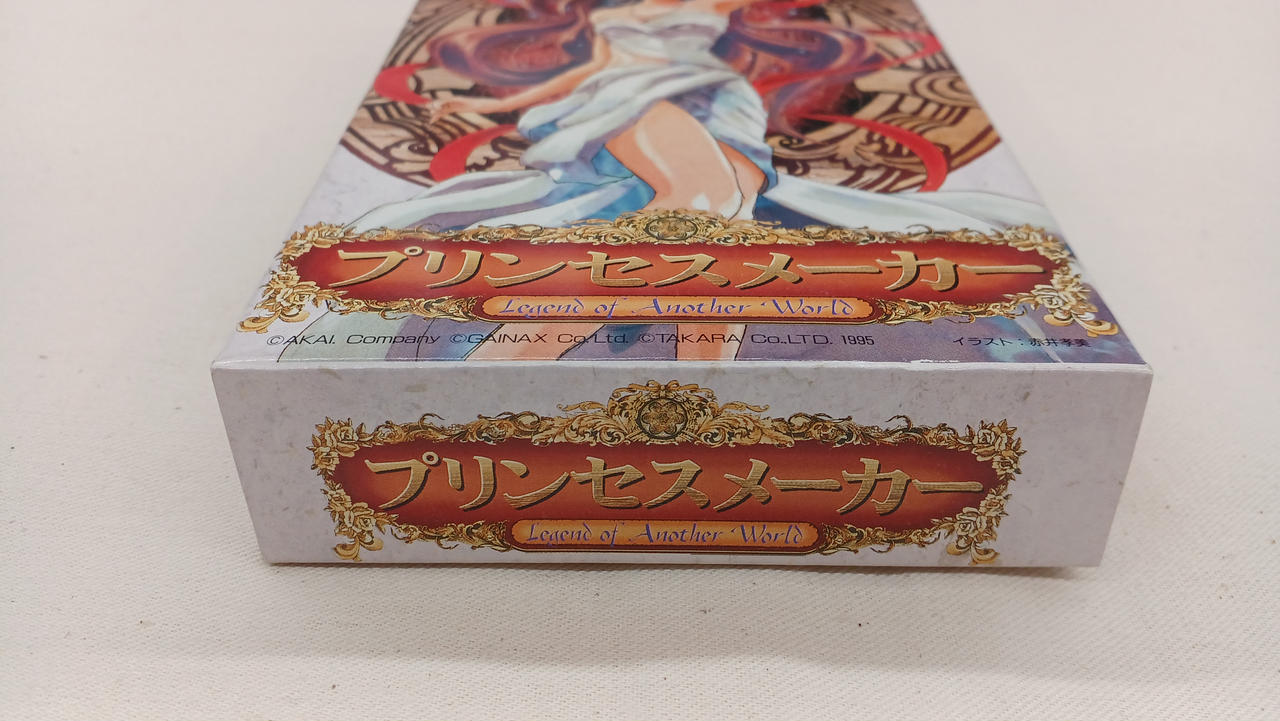 プリンセスメーカー
Legend of Another World
©AKAI. Company ©GAINAX Co.Ltd. ©TAKARA Co.,LTD. 1995
イラスト：赤井孝美
プリンセスメーカー
Legend of Another World